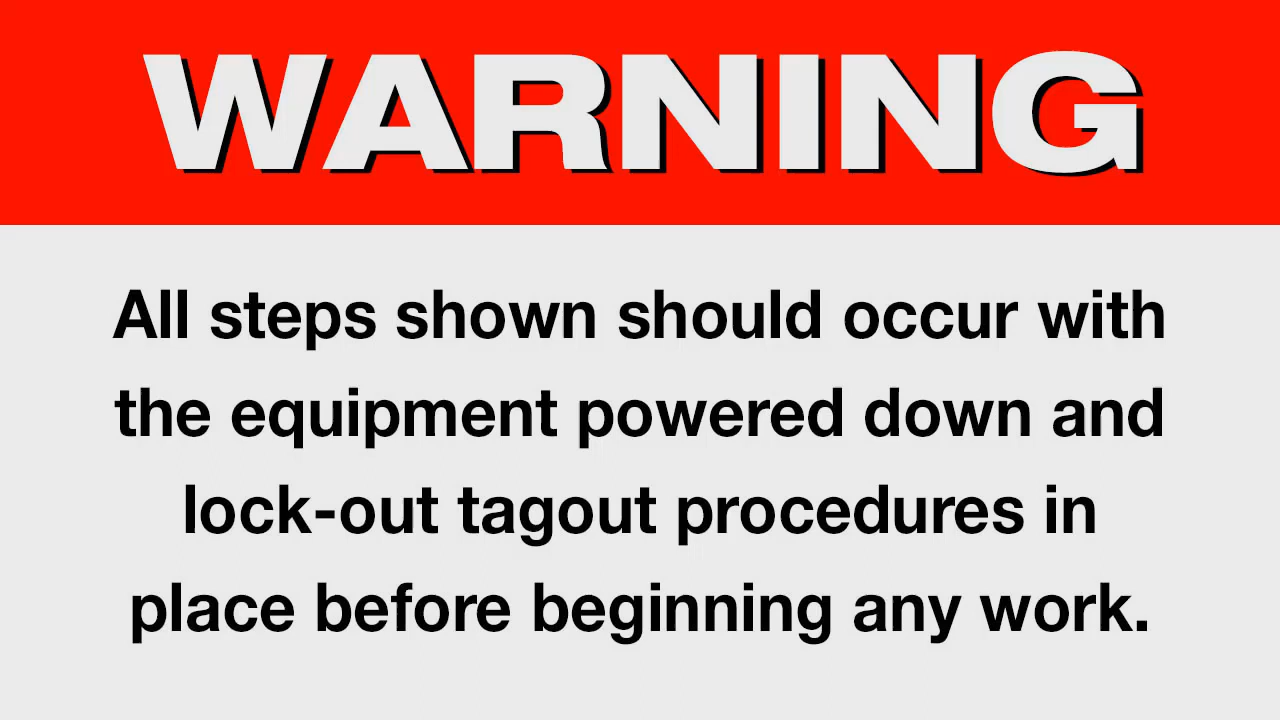 WARNING
All steps shown should occur with
the equipment powered down and
lock-out tagout procedures in
place before beginning any work.